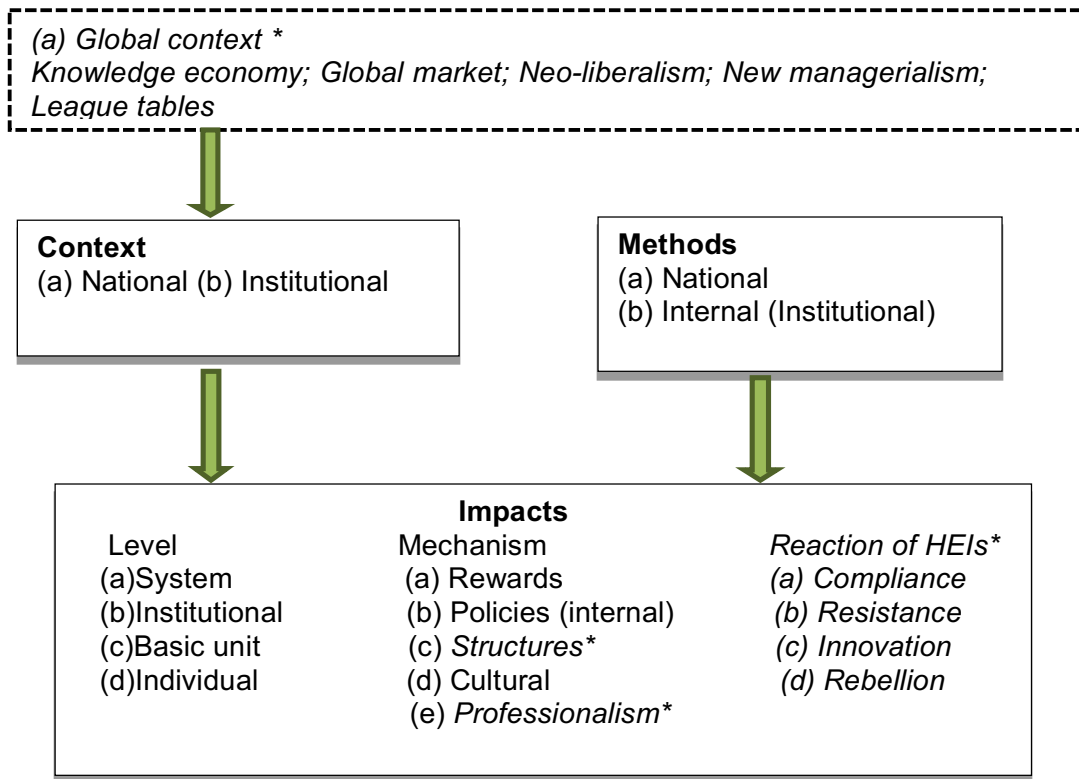 (a) Global context *
Knowledge economy; Global market; Neo-liberalism; New managerialism;
League tables
Context
(a) National (b) Institutional
Methods
(a) National
(b) Internal (Institutional)
Impacts
Level
(a)System
(b)Institutional
(c)Basic unit
(d)Individual
Mechanism
(a) Rewards
(b) Policies (internal)
(c) Structures*
(d) Cultural
(e) Professionalism*
Reaction of HEIs*
(a) Compliance
(b) Resistance
(c) Innovation
(d) Rebellion